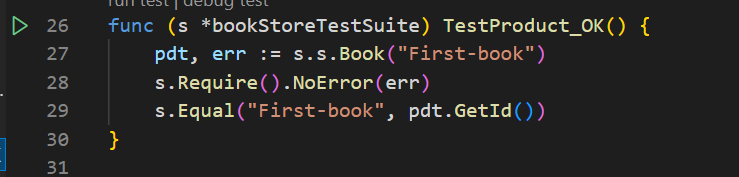 run test | debug test
26 func (s *bookStoreTestSuite) TestProduct_OK() {
27 pdt, err := s.s.Book("First-book")
28 s.Require().NoError(err)
29 s.Equal("First-book", pdt.GetId())
30 }
31